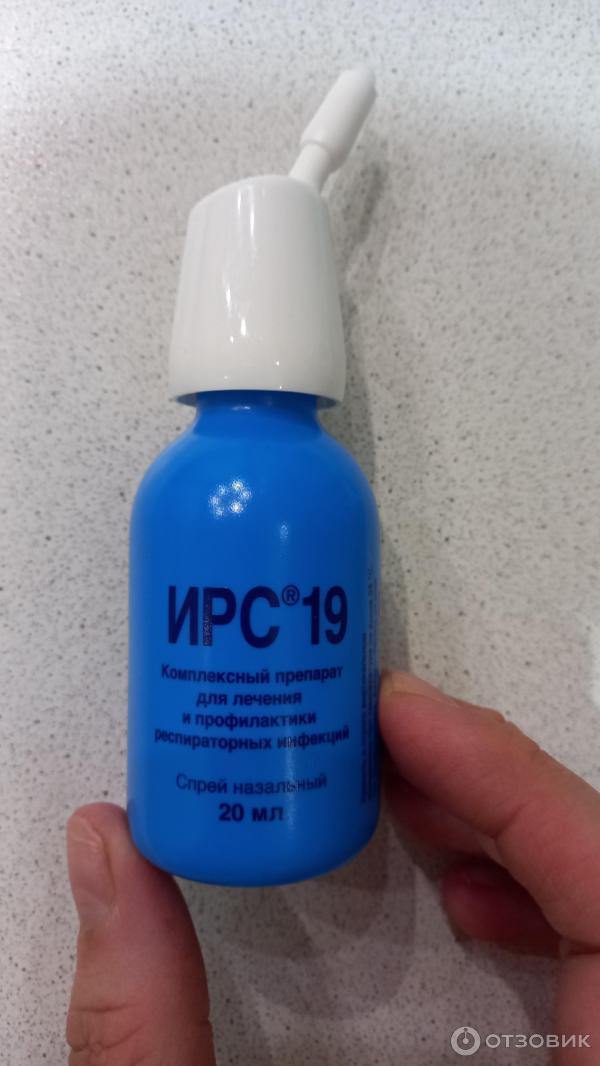 ИРС® 19
Комплексный препарат
для лечения
и профилактики
респираторных инфекций
Спрей назальный
20 мл
ОТЗОВИК